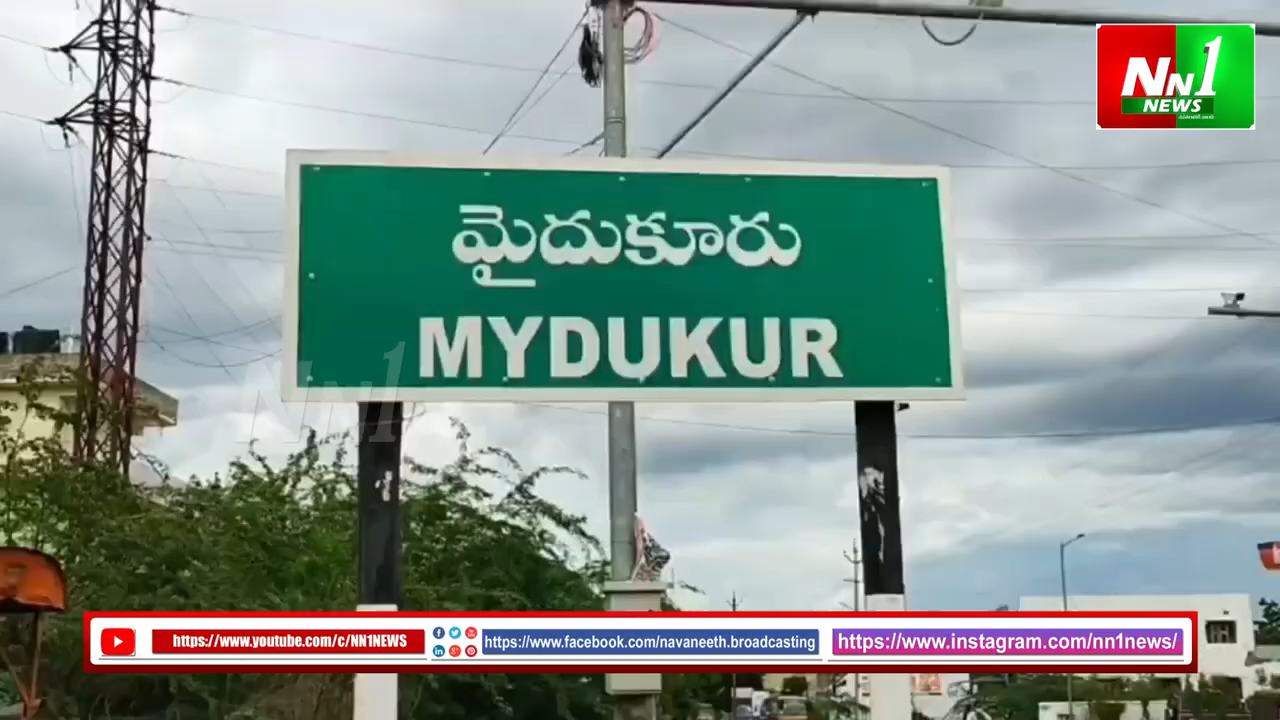 NN1
NEWS
మైదుకూరు
MYDUKUR
NN1
https://www.youtube.com/c/NN1NEWS
https://www.facebook.com/navaneeth.broadcasting
https://www.instagram.com/nn1news/